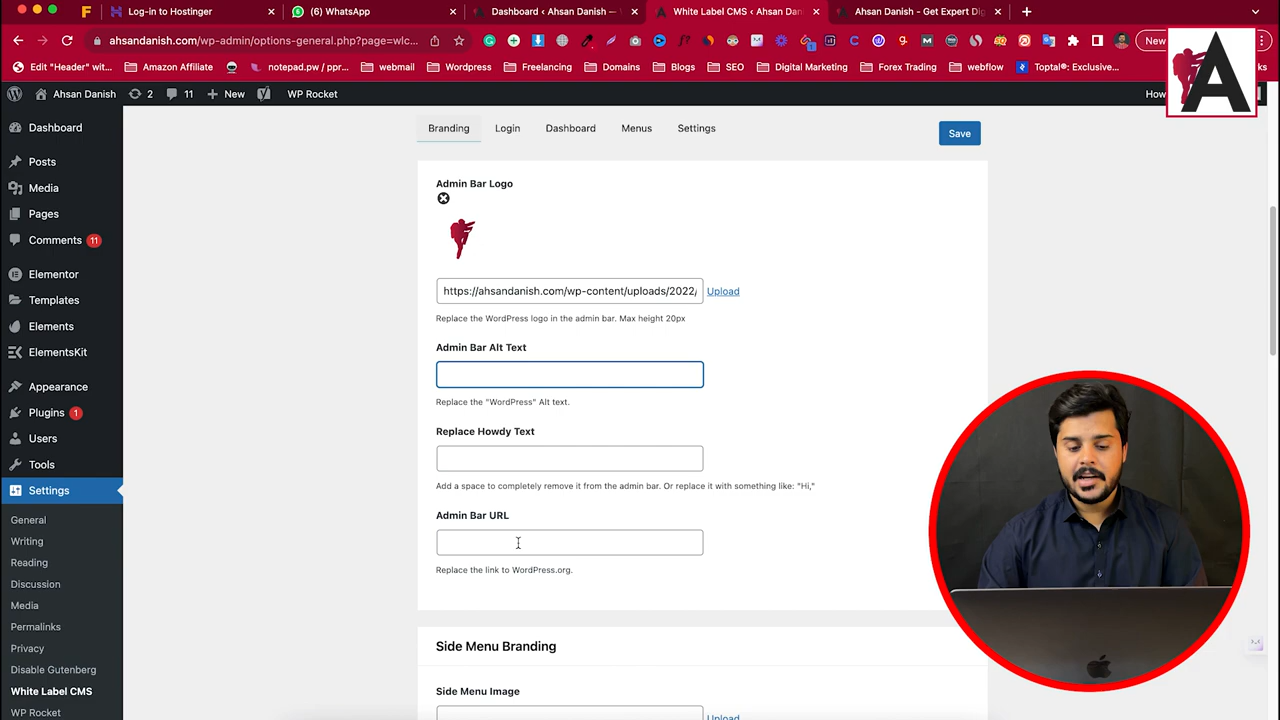 Log-in to Hostinger
(6) WhatsApp
Dashboard ‹ Ahsan Danish —
White Label CMS ‹ Ahsan Dan
Ahsan Danish - Get Expert Dig
ahsandanish.com/wp-admin/options-general.php?page=wlc...
New
Edit "Header" wit...
Amazon Affiliate
notepad.pw / ppr...
webmail
Wordpress
Freelancing
Domains
Blogs
SEO
Digital Marketing
Forex Trading
webflow
Toptal®: Exclusive...
ks
A
Ahsan Danish
2
11
New
WP Rocket
How
Dashboard
Posts
Media
Pages
Comments 11
Elementor
Templates
Elements
ElementsKit
Appearance
Plugins 1
Users
Tools
Settings
General
Writing
Reading
Discussion
Media
Permalinks
Privacy
Disable Gutenberg
White Label CMS
WP Rocket
Branding
Login
Dashboard
Menus
Settings
Save
Admin Bar Logo
https://ahsandanish.com/wp-content/uploads/2022/
Upload
Replace the WordPress logo in the admin bar. Max height 20px
Admin Bar Alt Text
Replace the "WordPress" Alt text.
Replace Howdy Text
Add a space to completely remove it from the admin bar. Or replace it with something like: "Hi,"
Admin Bar URL
Replace the link to WordPress.org.
Side Menu Branding
Side Menu Image
Upload